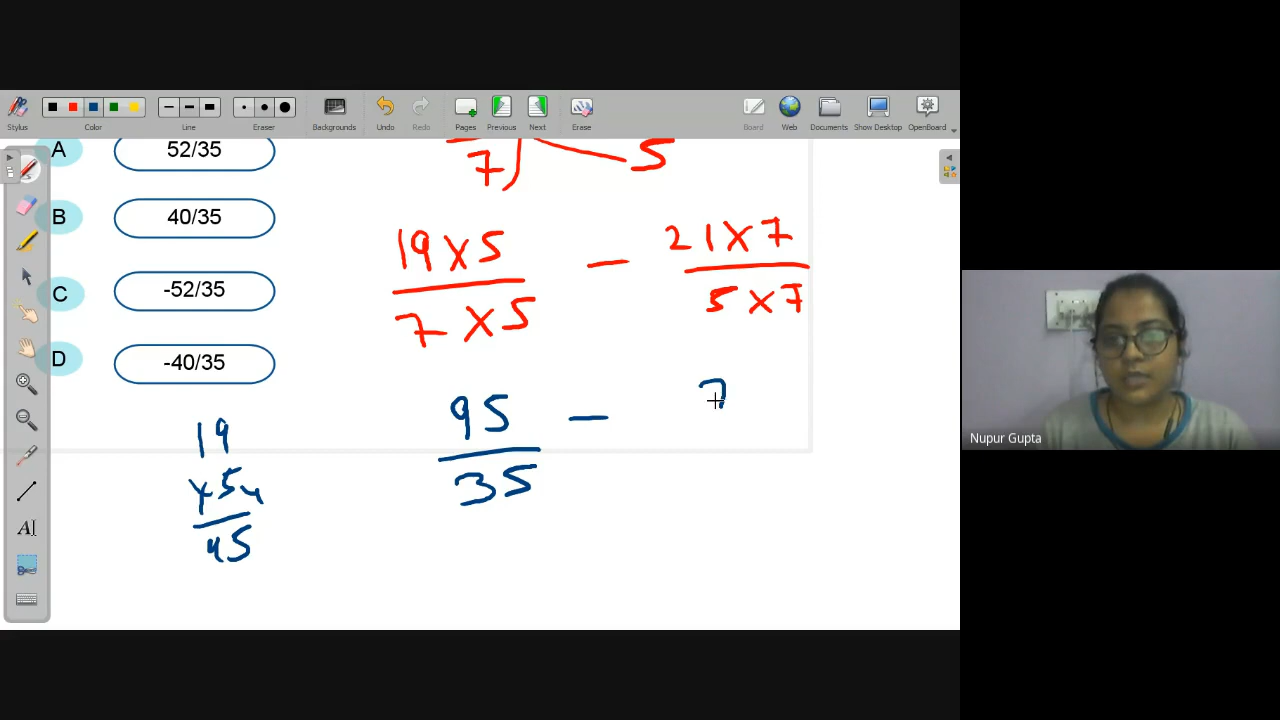 Stylus Color Line Eraser Backgrounds Undo Redo Pages Previous Next Erase Board Web Documents Show Desktop OpenBoard
A 52/35
B 40/35
C -52/35
D -40/35
7 5
19 x 5 — 21 x 7
7 x 5 5 x 7
95 — 7
35
19
x 5 4
45
AI
Nupur Gupta